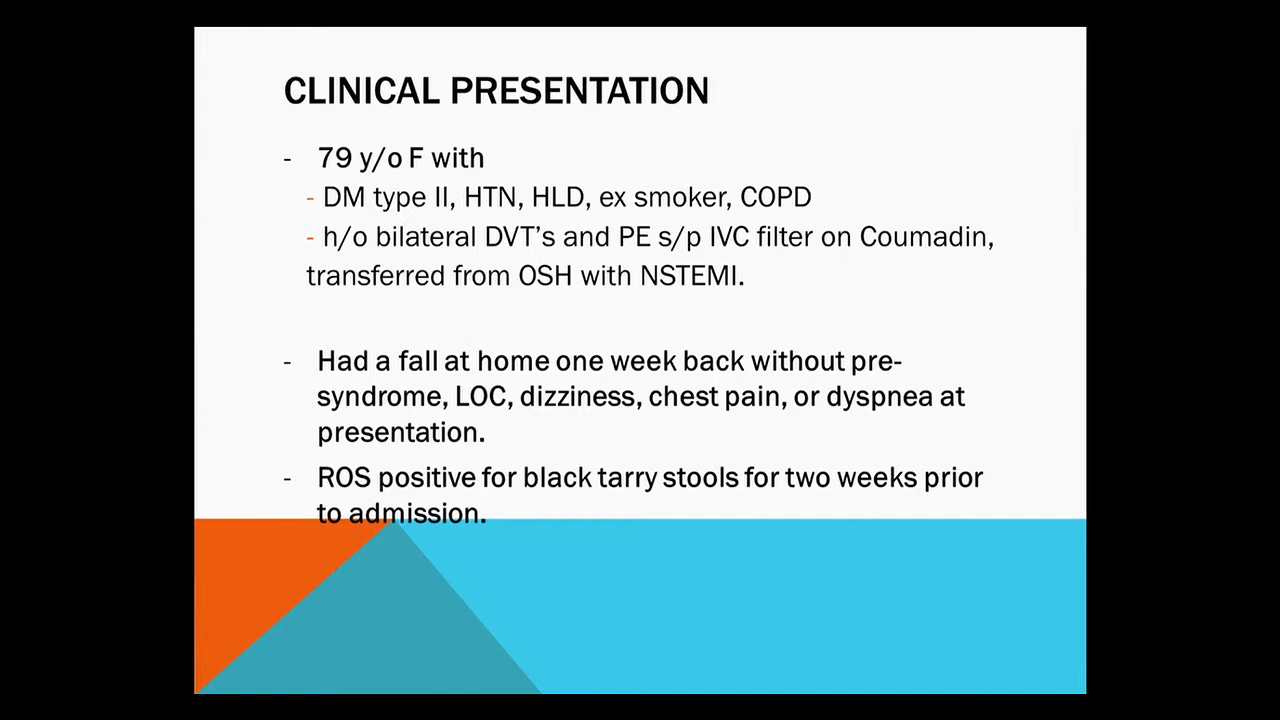 CLINICAL PRESENTATION
- 79 y/o F with
- DM type II, HTN, HLD, ex smoker, COPD
- h/o bilateral DVT's and PE s/p IVC filter on Coumadin,
transferred from OSH with NSTEMI.
- Had a fall at home one week back without pre-
syndrome, LOC, dizziness, chest pain, or dyspnea at
presentation.
- ROS positive for black tarry stools for two weeks prior
to admission.